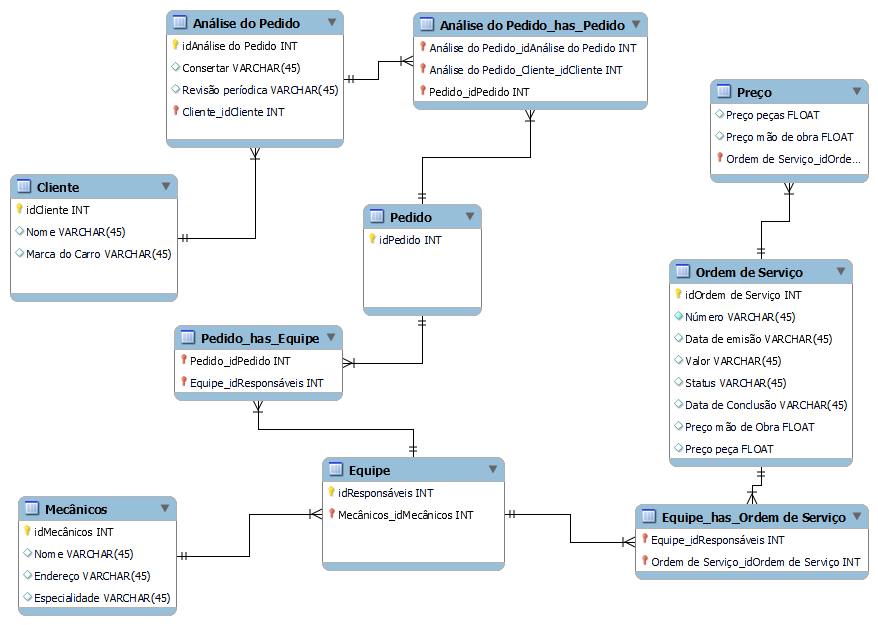 Análise do Pedido
idAnálise do Pedido INT
Consertar VARCHAR(45)
Revisão períodica VARCHAR(45)
Cliente_idCliente INT
Análise do Pedido_has_Pedido
Análise do Pedido_idAnálise do Pedido INT
Análise do Pedido_Cliente_idCliente INT
Pedido_idPedido INT
Preço
Preço peças FLOAT
Preço mão de obra FLOAT
Ordem de Serviço_idOrde...
Cliente
idCliente INT
Nome VARCHAR(45)
Marca do Carro VARCHAR(45)
Pedido
idPedido INT
Ordem de Serviço
idOrdem de Serviço INT
Número VARCHAR(45)
Data de emisão VARCHAR(45)
Valor VARCHAR(45)
Status VARCHAR(45)
Data de Conclusão VARCHAR(45)
Preço mão de Obra FLOAT
Preço peça FLOAT
Pedido_has_Equipe
Pedido_idPedido INT
Equipe_idResponsáveis INT
Equipe
idResponsáveis INT
Mecânicos_idMecânicos INT
Mecânicos
idMecânicos INT
Nome VARCHAR(45)
Endereço VARCHAR(45)
Especialidade VARCHAR(45)
Equipe_has_Ordem de Serviço
Equipe_idResponsáveis INT
Ordem de Serviço_idOrdem de Serviço INT